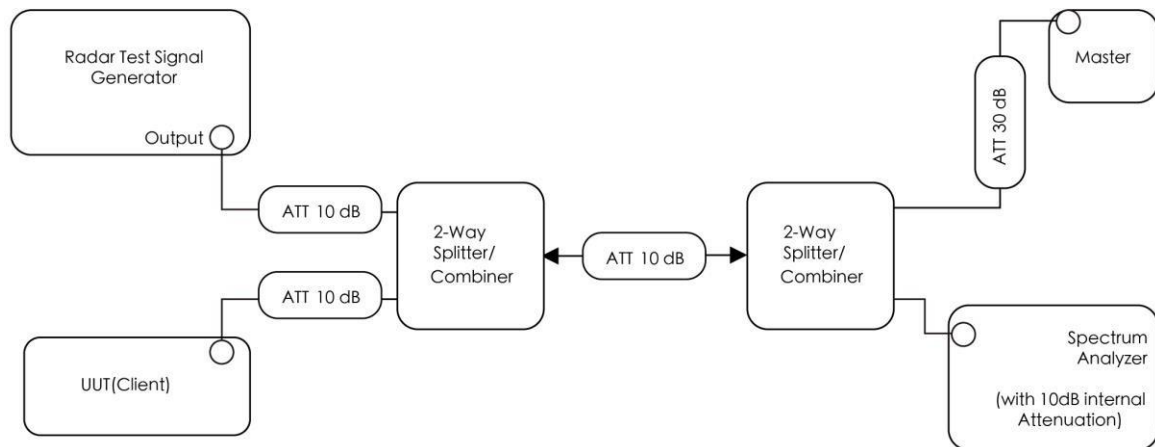 Radar Test Signal
Generator
Output
ATT 10 dB
2-Way
Splitter/
Combiner
ATT 10 dB
UUT(Client)
ATT 10 dB
2-Way
Splitter/
Combiner
ATT 30 dB
Master
Spectrum
Analyzer
(with 10dB internal
Attenuation)